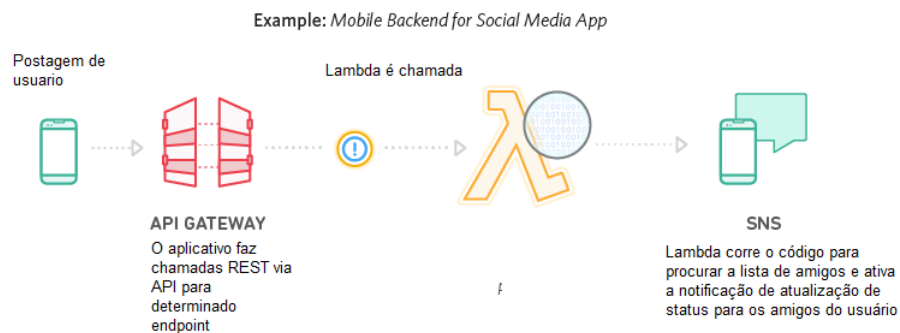 Example: Mobile Backend for Social Media App
Postagem de
usuario
Lambda é chamada
API GATEWAY
O aplicativo faz
chamadas REST via
API para
determinado
endpoint
SNS
Lambda corre o código para
procurar a lista de amigos e ativa
a notificação de atualização de
status para os amigos do usuário